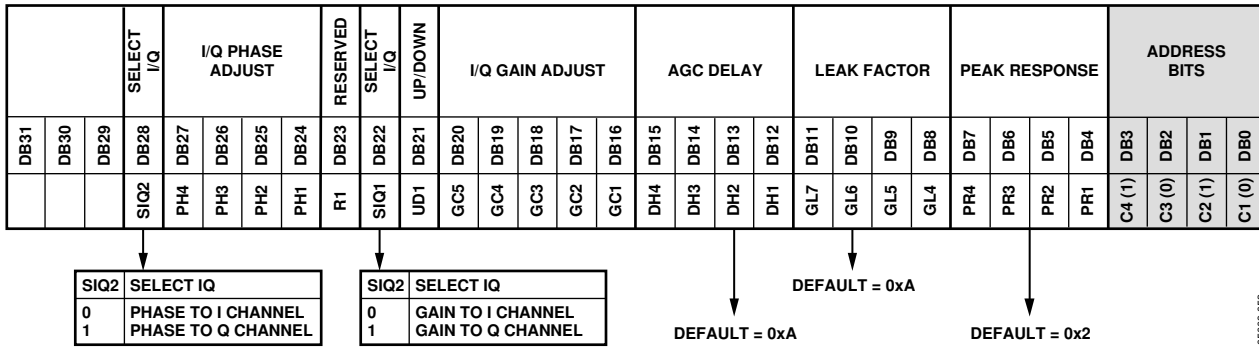 SELECT I/Q
I/Q PHASE ADJUST
RESERVED
SELECT I/Q
UP/DOWN
I/Q GAIN ADJUST
AGC DELAY
LEAK FACTOR
PEAK RESPONSE
ADDRESS BITS
DB31 DB30 DB29 DB28 DB27 DB26 DB25 DB24 DB23 DB22 DB21 DB20 DB19 DB18 DB17 DB16 DB15 DB14 DB13 DB12 DB11 DB10 DB9 DB8 DB7 DB6 DB5 DB4 DB3 DB2 DB1 DB0
SIQ2 PH4 PH3 PH2 PH1 R1 SIQ1 UD1 GC5 GC4 GC3 GC2 GC1 DH4 DH3 DH2 DH1 GL7 GL6 GL5 GL4 PR4 PR3 PR2 PR1 C4 (1) C3 (0) C2 (1) C1 (0)
SIQ2 SELECT IQ
0 PHASE TO I CHANNEL
1 PHASE TO Q CHANNEL
SIQ2 SELECT IQ
0 GAIN TO I CHANNEL
1 GAIN TO Q CHANNEL
DEFAULT = 0xA
DEFAULT = 0xA
DEFAULT = 0x2